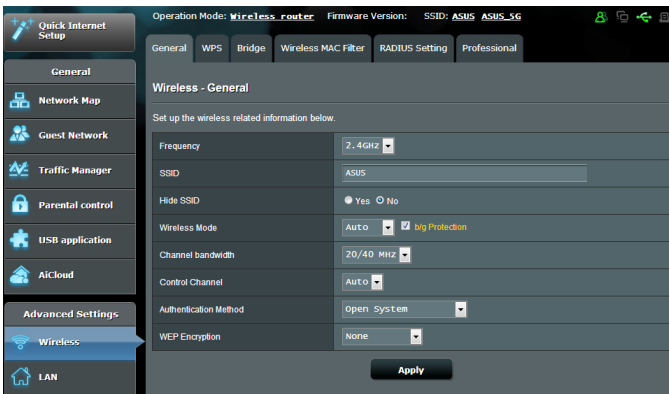 Quick Internet
Setup
General
Network Map
Guest Network
Traffic Manager
Parental control
USB application
AiCloud
Advanced Settings
Wireless
LAN
Operation Mode: Wireless router Firmware Version: SSID: ASUS ASUS_5G
General WPS Bridge Wireless MAC Filter RADIUS Setting Professional
Wireless - General
Set up the wireless related information below.
Frequency 2.4GHz
SSID ASUS
Hide SSID Yes No
Wireless Mode Auto b/g Protection
Channel bandwidth 20/40 MHz
Control Channel Auto
Authentication Method Open System
WEP Encryption None
Apply